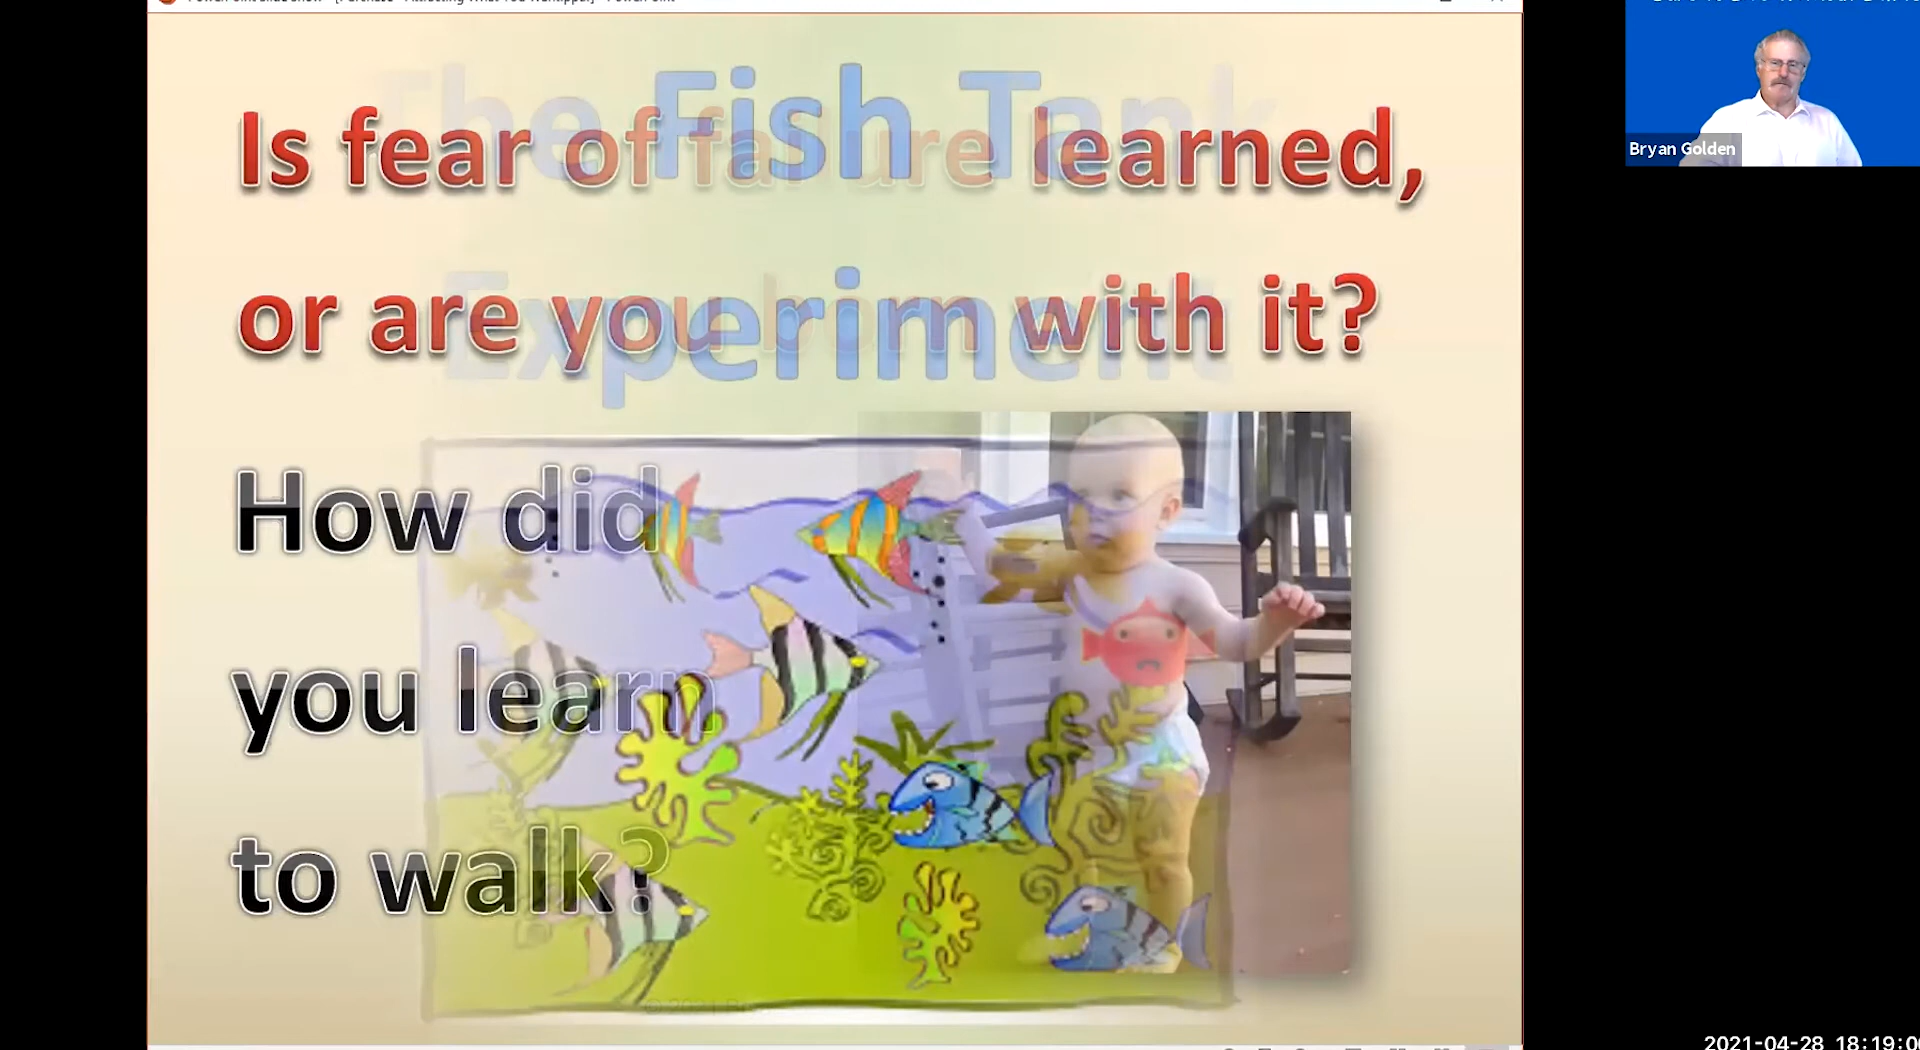 The Fish Tank
Experiment
Is fear of failure learned,
or are you born with it?
How did
you learn
to walk?
Bryan Golden
2021-04-28 18:19:0